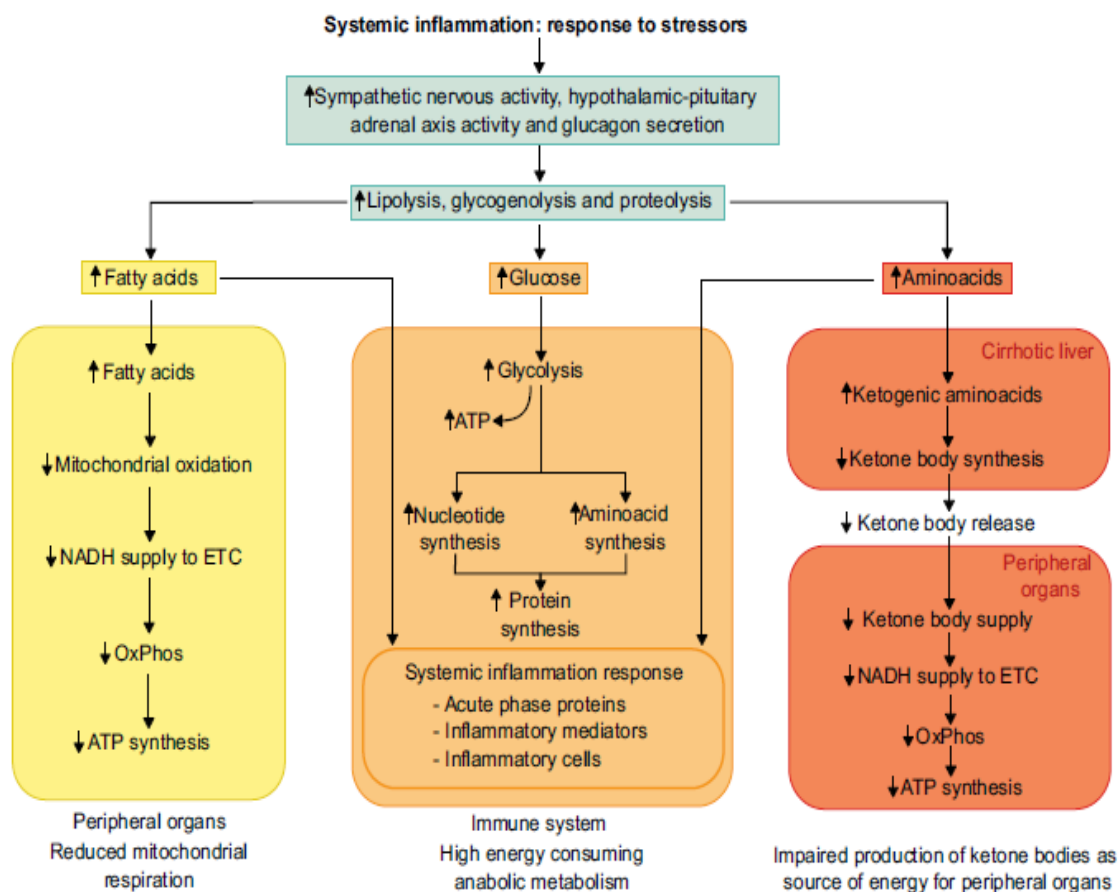 Systemic inflammation: response to stressors
↑Sympathetic nervous activity, hypothalamic-pituitary
adrenal axis activity and glucagon secretion
↑Lipolysis, glycogenolysis and proteolysis
↑Fatty acids
↑Glucose
↑Aminoacids
↑Fatty acids
↓Mitochondrial oxidation
↓NADH supply to ETC
↓OxPhos
↓ATP synthesis
Peripheral organs
Reduced mitochondrial
respiration
↑Glycolysis
↑ATP
↑Nucleotide
synthesis
↑Aminoacid
synthesis
↑ Protein
synthesis
Systemic inflammation response
- Acute phase proteins
- Inflammatory mediators
- Inflammatory cells
Immune system
High energy consuming
anabolic metabolism
Cirrhotic liver
↑Ketogenic aminoacids
↓Ketone body synthesis
↓ Ketone body release
Peripheral
organs
↓ Ketone body supply
↓NADH supply to ETC
↓OxPhos
↓ATP synthesis
Impaired production of ketone bodies as
source of energy for peripheral organs